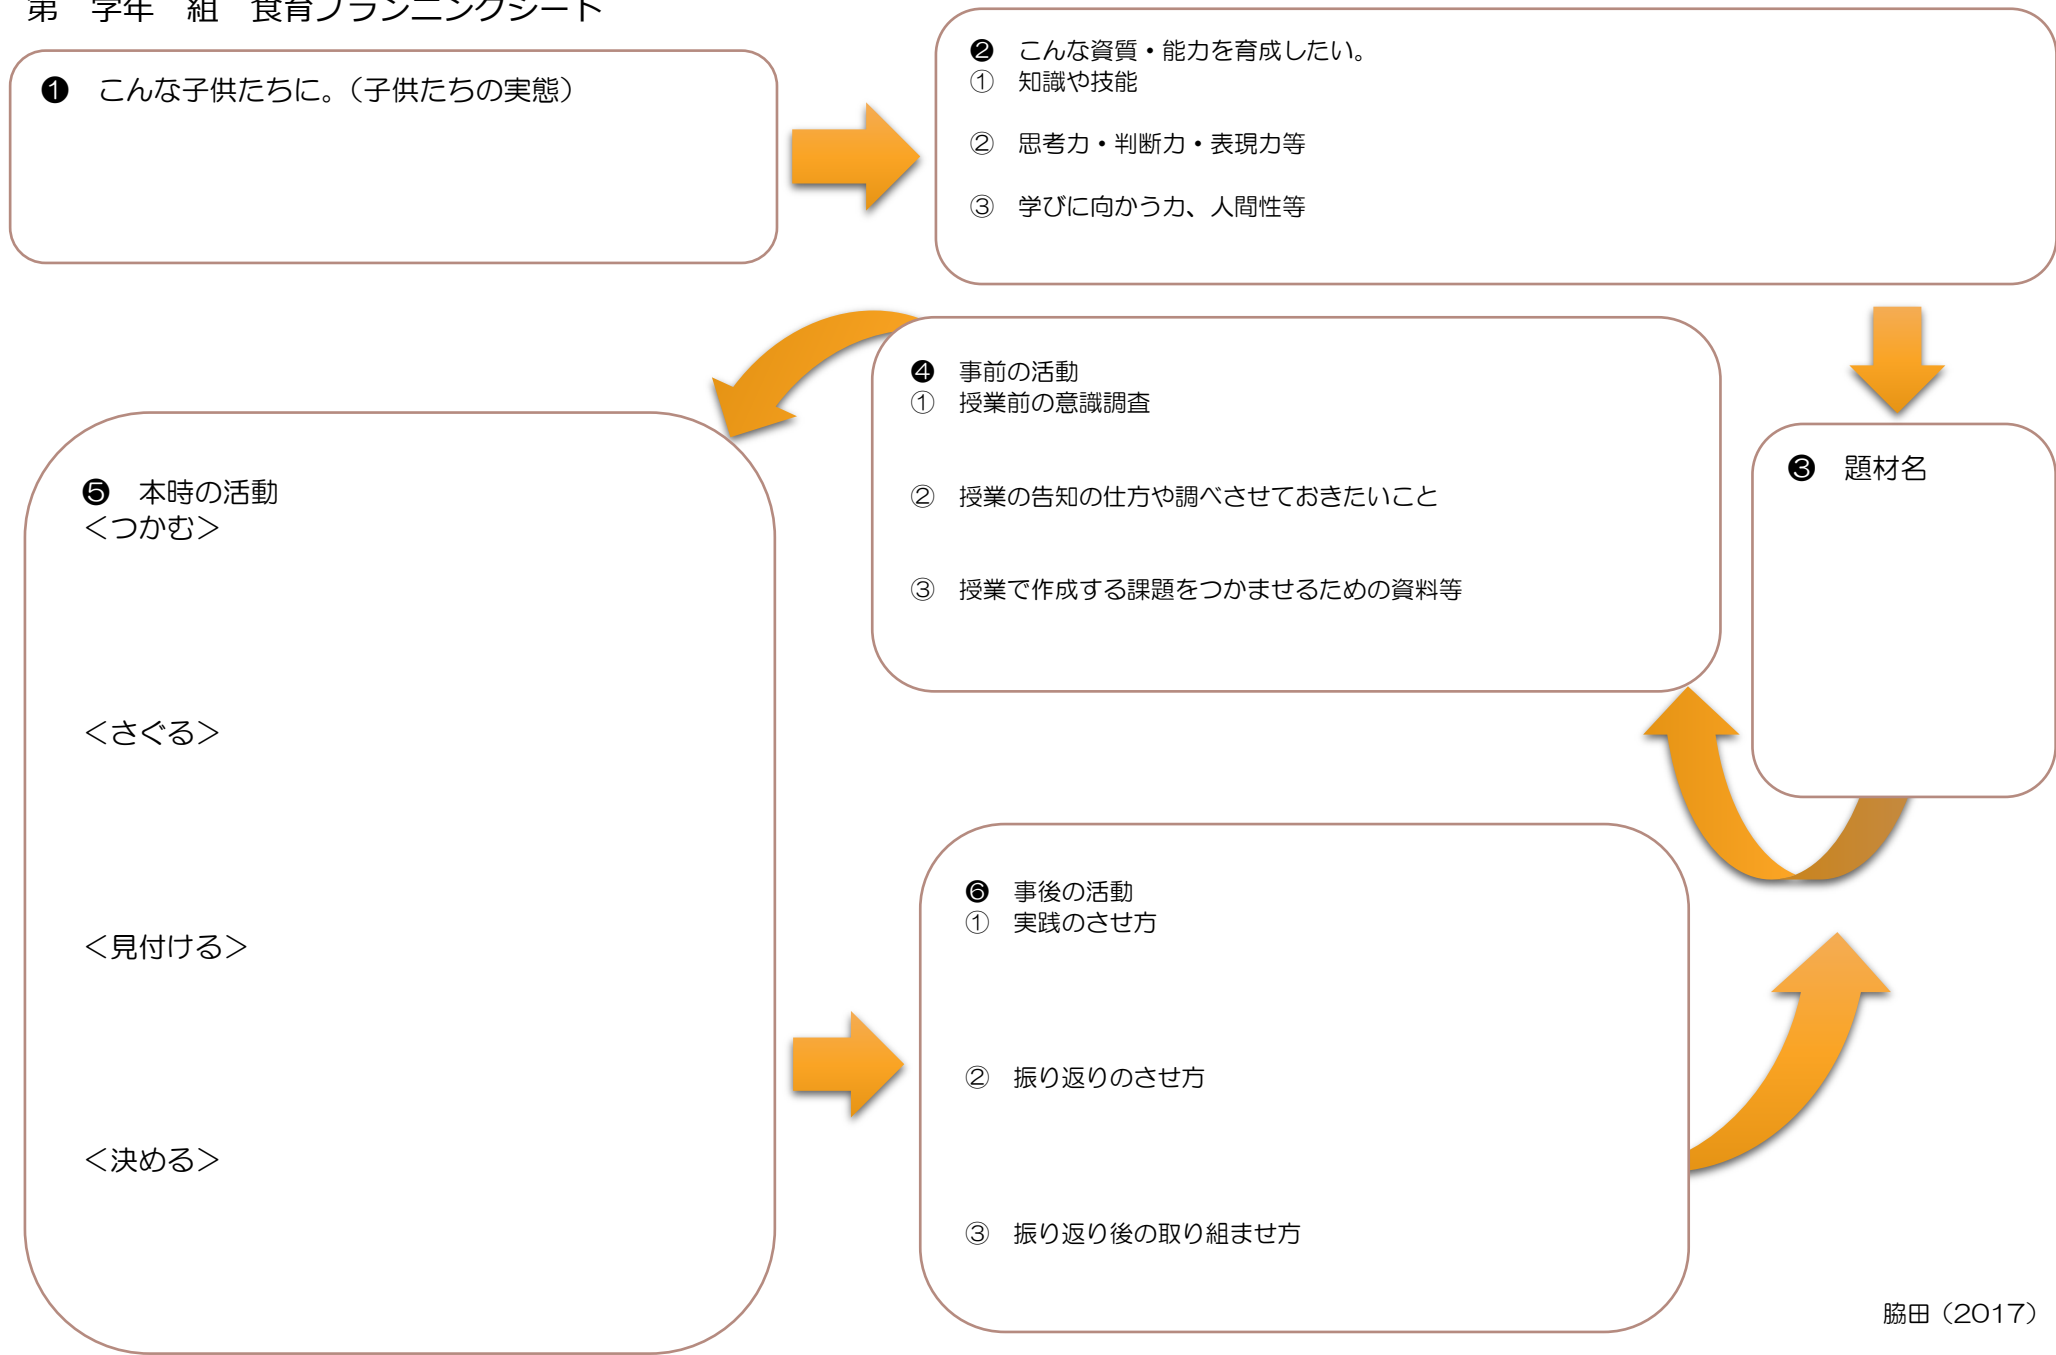 第　学年　組　食育プランニングシート
❶　こんな子供たちに。（子供たちの実態）
❷　こんな資質・能力を育成したい。
①　知識や技能
②　思考力・判断力・表現力等
③　学びに向かう力、人間性等
❸　題材名
❹　事前の活動
①　授業前の意識調査
②　授業の告知の仕方や調べさせておきたいこと
③　授業で作成する課題をつかませるための資料等
❺　本時の活動
＜つかむ＞
＜さぐる＞
＜見付ける＞
＜決める＞
❻　事後の活動
①　実践のさせ方
②　振り返りのさせ方
③　振り返り後の取り組ませ方
脇田（2017）